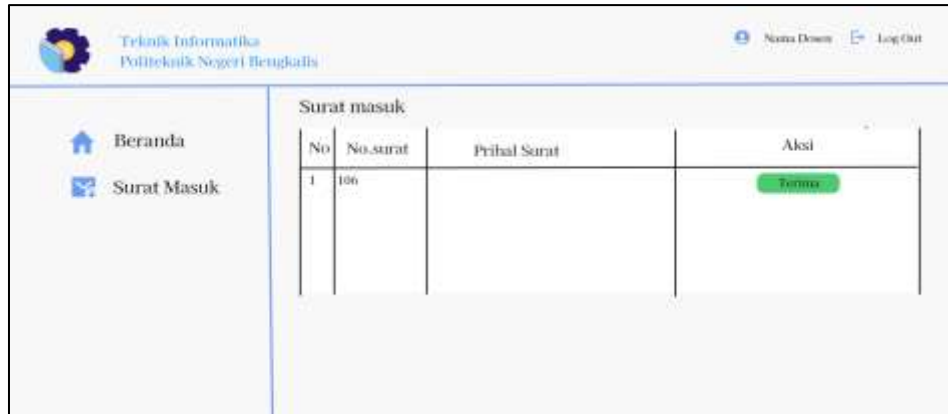 Teknik Informatika
Politeknik Negeri Bengkalis
Nama Dosen Log Out
Beranda
Surat Masuk
Surat masuk
No No.surat Prihal Surat Aksi
1 106 Terima